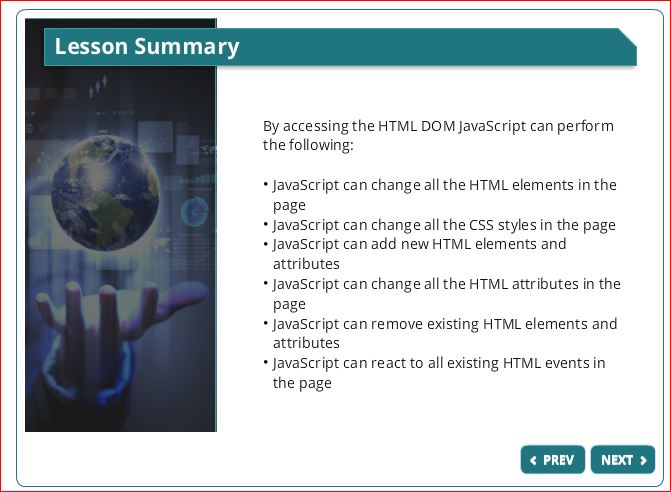 Lesson Summary
By accessing the HTML DOM JavaScript can perform
the following:
• JavaScript can change all the HTML elements in the
page
• JavaScript can change all the CSS styles in the page
• JavaScript can add new HTML elements and
attributes
• JavaScript can change all the HTML attributes in the
page
• JavaScript can remove existing HTML elements and
attributes
• JavaScript can react to all existing HTML events in
the page
PREV
NEXT